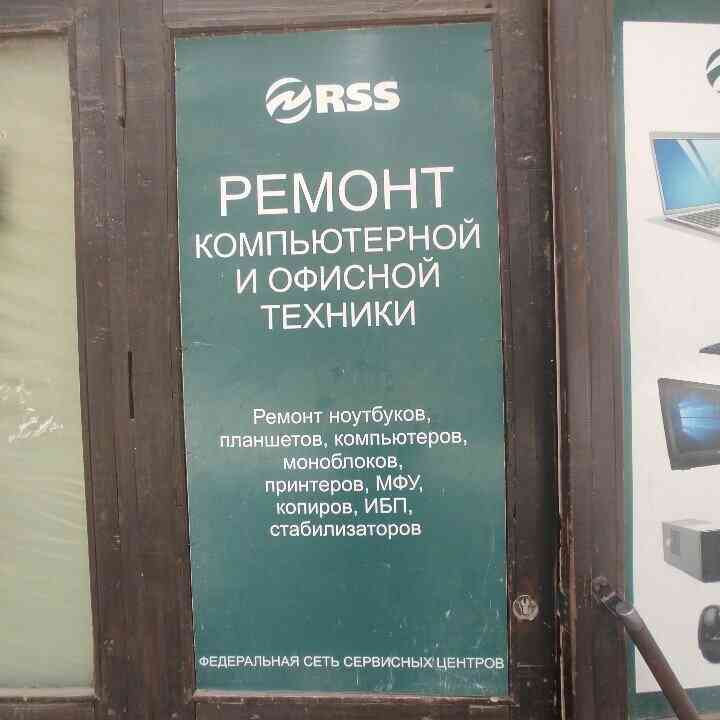 RSS
РЕМОНТ
КОМПЬЮТЕРНОЙ
И ОФИСНОЙ
ТЕХНИКИ
Ремонт ноутбуков,
планшетов, компьютеров,
моноблоков,
принтеров, МФУ,
копиров, ИБП,
стабилизаторов
ФЕДЕРАЛЬНАЯ СЕТЬ СЕРВИСНЫХ ЦЕНТРОВ